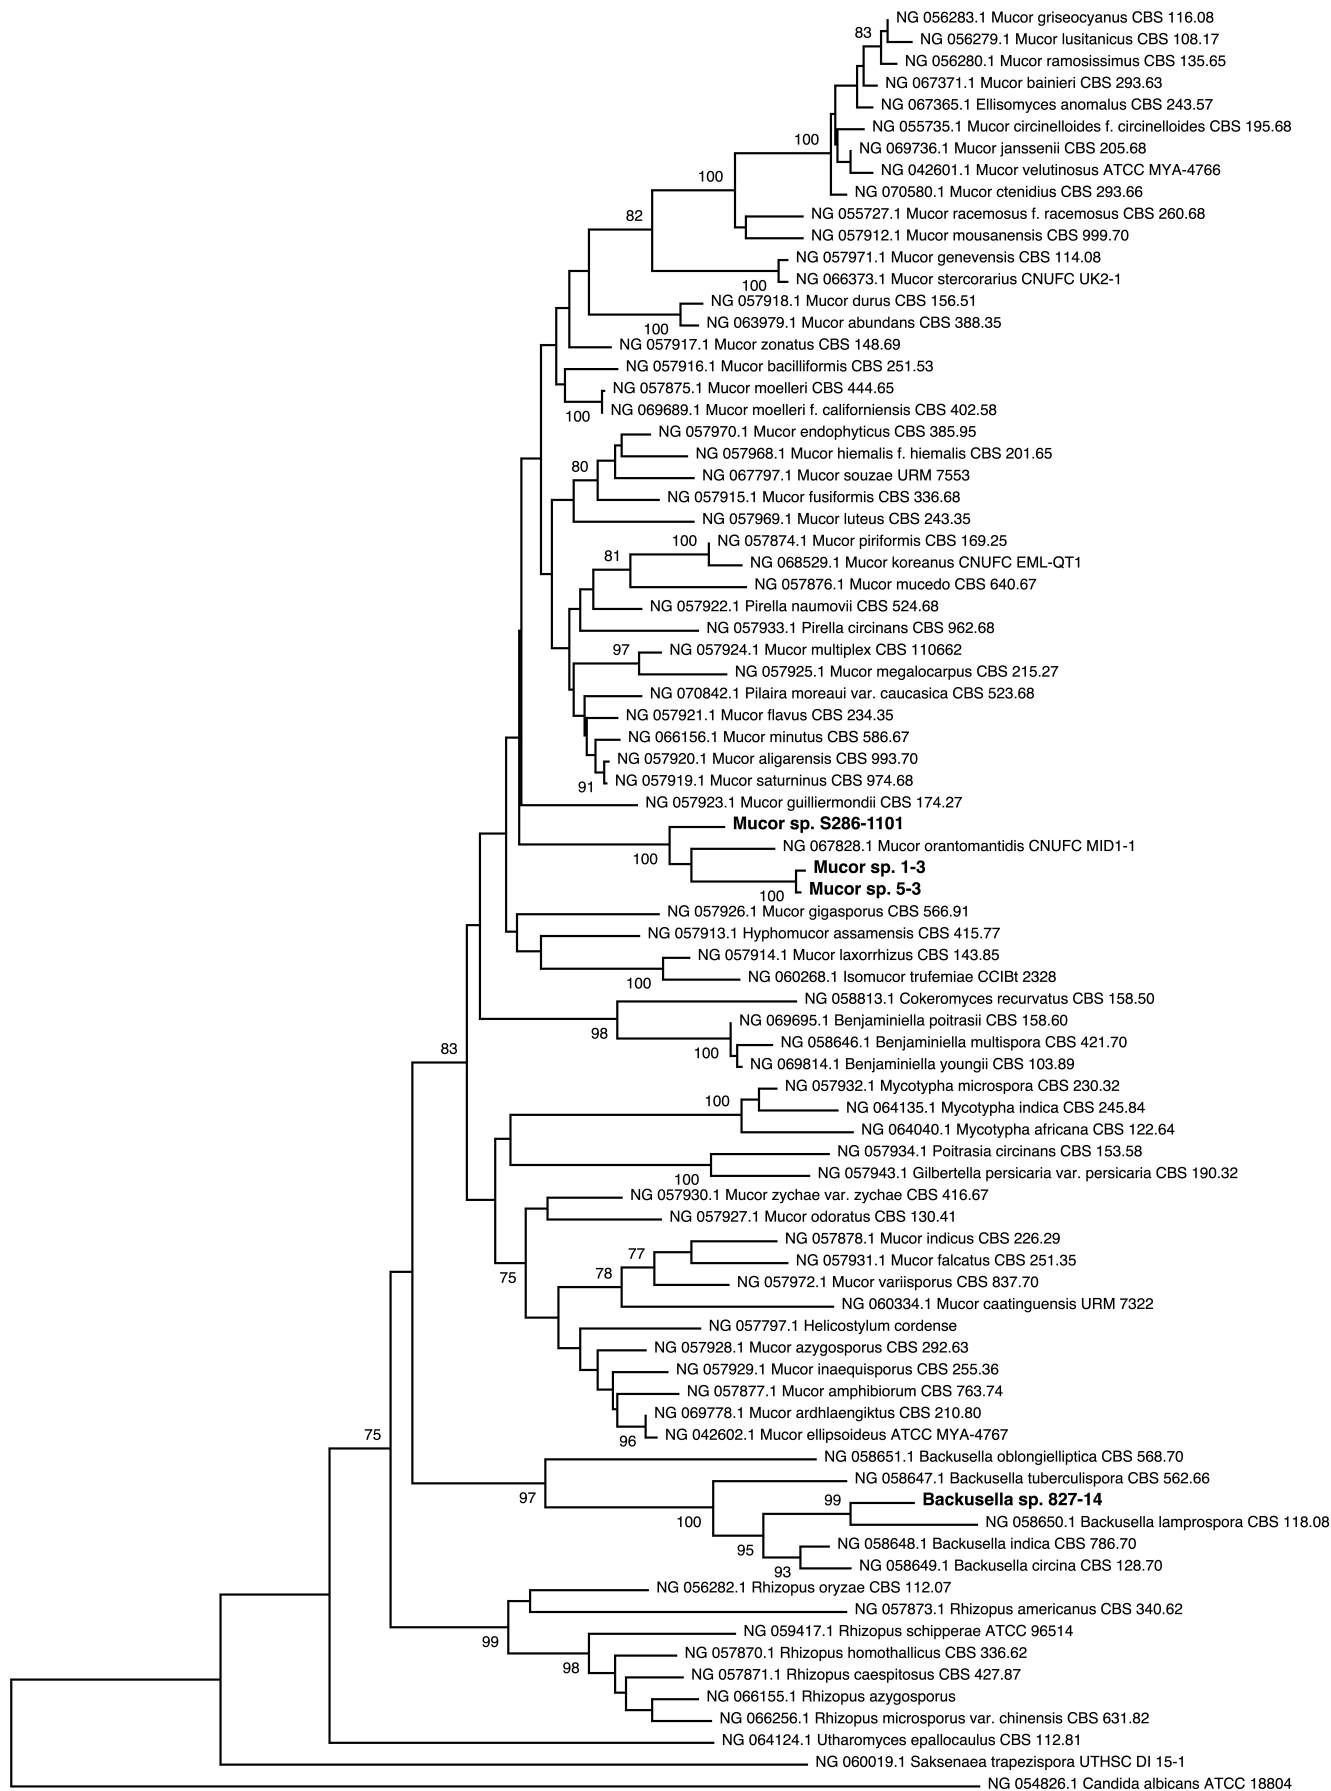 NG 056283.1 Mucor griseocyanus CBS 116.08
83
NG 056279.1 Mucor lusitanicus CBS 108.17
NG 056280.1 Mucor ramosissimus CBS 135.65
NG 067371.1 Mucor bainieri CBS 293.63
NG 067365.1 Ellisomyces anomalus CBS 243.57
NG 055735.1 Mucor circinelloides f. circinelloides CBS 195.68
100
NG 069736.1 Mucor janssenii CBS 205.68
NG 042601.1 Mucor velutinosus ATCC MYA-4766
100
NG 070580.1 Mucor ctenidius CBS 293.66
NG 055727.1 Mucor racemosus f. racemosus CBS 260.68
82
NG 057912.1 Mucor mousanensis CBS 999.70
NG 057971.1 Mucor genevensis CBS 114.08
NG 066373.1 Mucor stercorarius CNUFC UK2-1
100
NG 057918.1 Mucor durus CBS 156.51
NG 063979.1 Mucor abundans CBS 388.35
100
NG 057917.1 Mucor zonatus CBS 148.69
NG 057916.1 Mucor bacilliformis CBS 251.53
NG 057875.1 Mucor moelleri CBS 444.65
NG 069689.1 Mucor moelleri f. californiensis CBS 402.58
100
NG 057970.1 Mucor endophyticus CBS 385.95
NG 057968.1 Mucor hiemalis f. hiemalis CBS 201.65
80
NG 067797.1 Mucor souzae URM 7553
NG 057915.1 Mucor fusiformis CBS 336.68
NG 057969.1 Mucor luteus CBS 243.35
100
NG 057874.1 Mucor piriformis CBS 169.25
81
NG 068529.1 Mucor koreanus CNUFC EML-QT1
NG 057876.1 Mucor mucedo CBS 640.67
NG 057922.1 Pirella naumovii CBS 524.68
NG 057933.1 Pirella circinans CBS 962.68
97
NG 057924.1 Mucor multiplex CBS 110662
NG 057925.1 Mucor megalocarpus CBS 215.27
NG 070842.1 Pilaira moreaui var. caucasica CBS 523.68
NG 057921.1 Mucor flavus CBS 234.35
NG 066156.1 Mucor minutus CBS 586.67
NG 057920.1 Mucor aligarensis CBS 993.70
NG 057919.1 Mucor saturninus CBS 974.68
91
NG 057923.1 Mucor guilliermondii CBS 174.27
Mucor sp. S286-1101
NG 067828.1 Mucor orantomantidis CNUFC MID1-1
100
Mucor sp. 1-3
Mucor sp. 5-3
100
NG 057926.1 Mucor gigasporus CBS 566.91
NG 057913.1 Hyphomucor assamensis CBS 415.77
NG 057914.1 Mucor laxorrhizus CBS 143.85
NG 060268.1 Isomucor trufemiae CCIBt 2328
100
NG 058813.1 Cokeromyces recurvatus CBS 158.50
NG 069695.1 Benjaminiella poitrasii CBS 158.60
98
NG 058646.1 Benjaminiella multispora CBS 421.70
83
100
NG 069814.1 Benjaminiella youngii CBS 103.89
NG 057932.1 Mycotypha microspora CBS 230.32
100
NG 064135.1 Mycotypha indica CBS 245.84
NG 064040.1 Mycotypha africana CBS 122.64
NG 057934.1 Poitrasia circinans CBS 153.58
NG 057943.1 Gilbertella persicaria var. persicaria CBS 190.32
100
NG 057930.1 Mucor zychae var. zychae CBS 416.67
NG 057927.1 Mucor odoratus CBS 130.41
NG 057878.1 Mucor indicus CBS 226.29
77
NG 057931.1 Mucor falcatus CBS 251.35
75
78
NG 057972.1 Mucor variisporus CBS 837.70
NG 060334.1 Mucor caatinguensis URM 7322
NG 057797.1 Helicostylum cordense
NG 057928.1 Mucor azygosporus CBS 292.63
NG 057929.1 Mucor inaequisporus CBS 255.36
NG 057877.1 Mucor amphibiorum CBS 763.74
NG 069778.1 Mucor ardhlaengiktus CBS 210.80
75
NG 042602.1 Mucor ellipsoideus ATCC MYA-4767
96
NG 058651.1 Backusella oblongielliptica CBS 568.70
NG 058647.1 Backusella tuberculispora CBS 562.66
97
99
Backusella sp. 827-14
100
NG 058650.1 Backusella lamprospora CBS 118.08
NG 058648.1 Backusella indica CBS 786.70
95
NG 058649.1 Backusella circina CBS 128.70
93
NG 056282.1 Rhizopus oryzae CBS 112.07
NG 057873.1 Rhizopus americanus CBS 340.62
NG 059417.1 Rhizopus schipperae ATCC 96514
99
NG 057870.1 Rhizopus homothallicus CBS 336.62
98
NG 057871.1 Rhizopus caespitosus CBS 427.87
NG 066155.1 Rhizopus azygosporus
NG 066256.1 Rhizopus microsporus var. chinensis CBS 631.82
NG 064124.1 Utharomyces epallocaulus CBS 112.81
NG 060019.1 Saksenaea trapezispora UTHSC DI 15-1
NG 054826.1 Candida albicans ATCC 18804